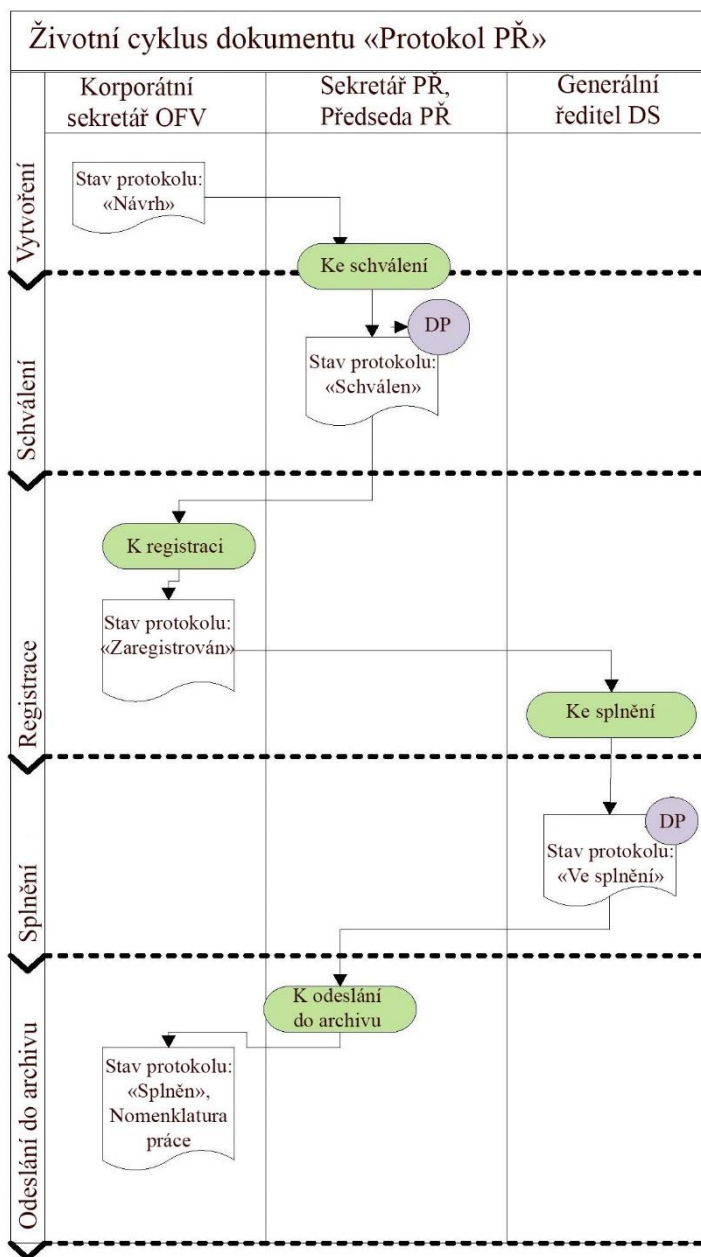 Životní cyklus dokumentu «Protokol PŘ»
Korporátní
sekretář OFV
Sekretář PŘ,
Předseda PŘ
Generální
ředitel DS
Vytvoření
Stav protokolu:
«Návrh»
Ke schválení
Schválení
DP
Stav protokolu:
«Schválen»
Registrace
K registraci
Stav protokolu:
«Zaregistrován»
Ke splnění
Splnění
DP
Stav protokolu:
«Ve splnění»
Odeslání do archivu
K odeslání
do archivu
Stav protokolu:
«Splněn»,
Nomenklatura
práce